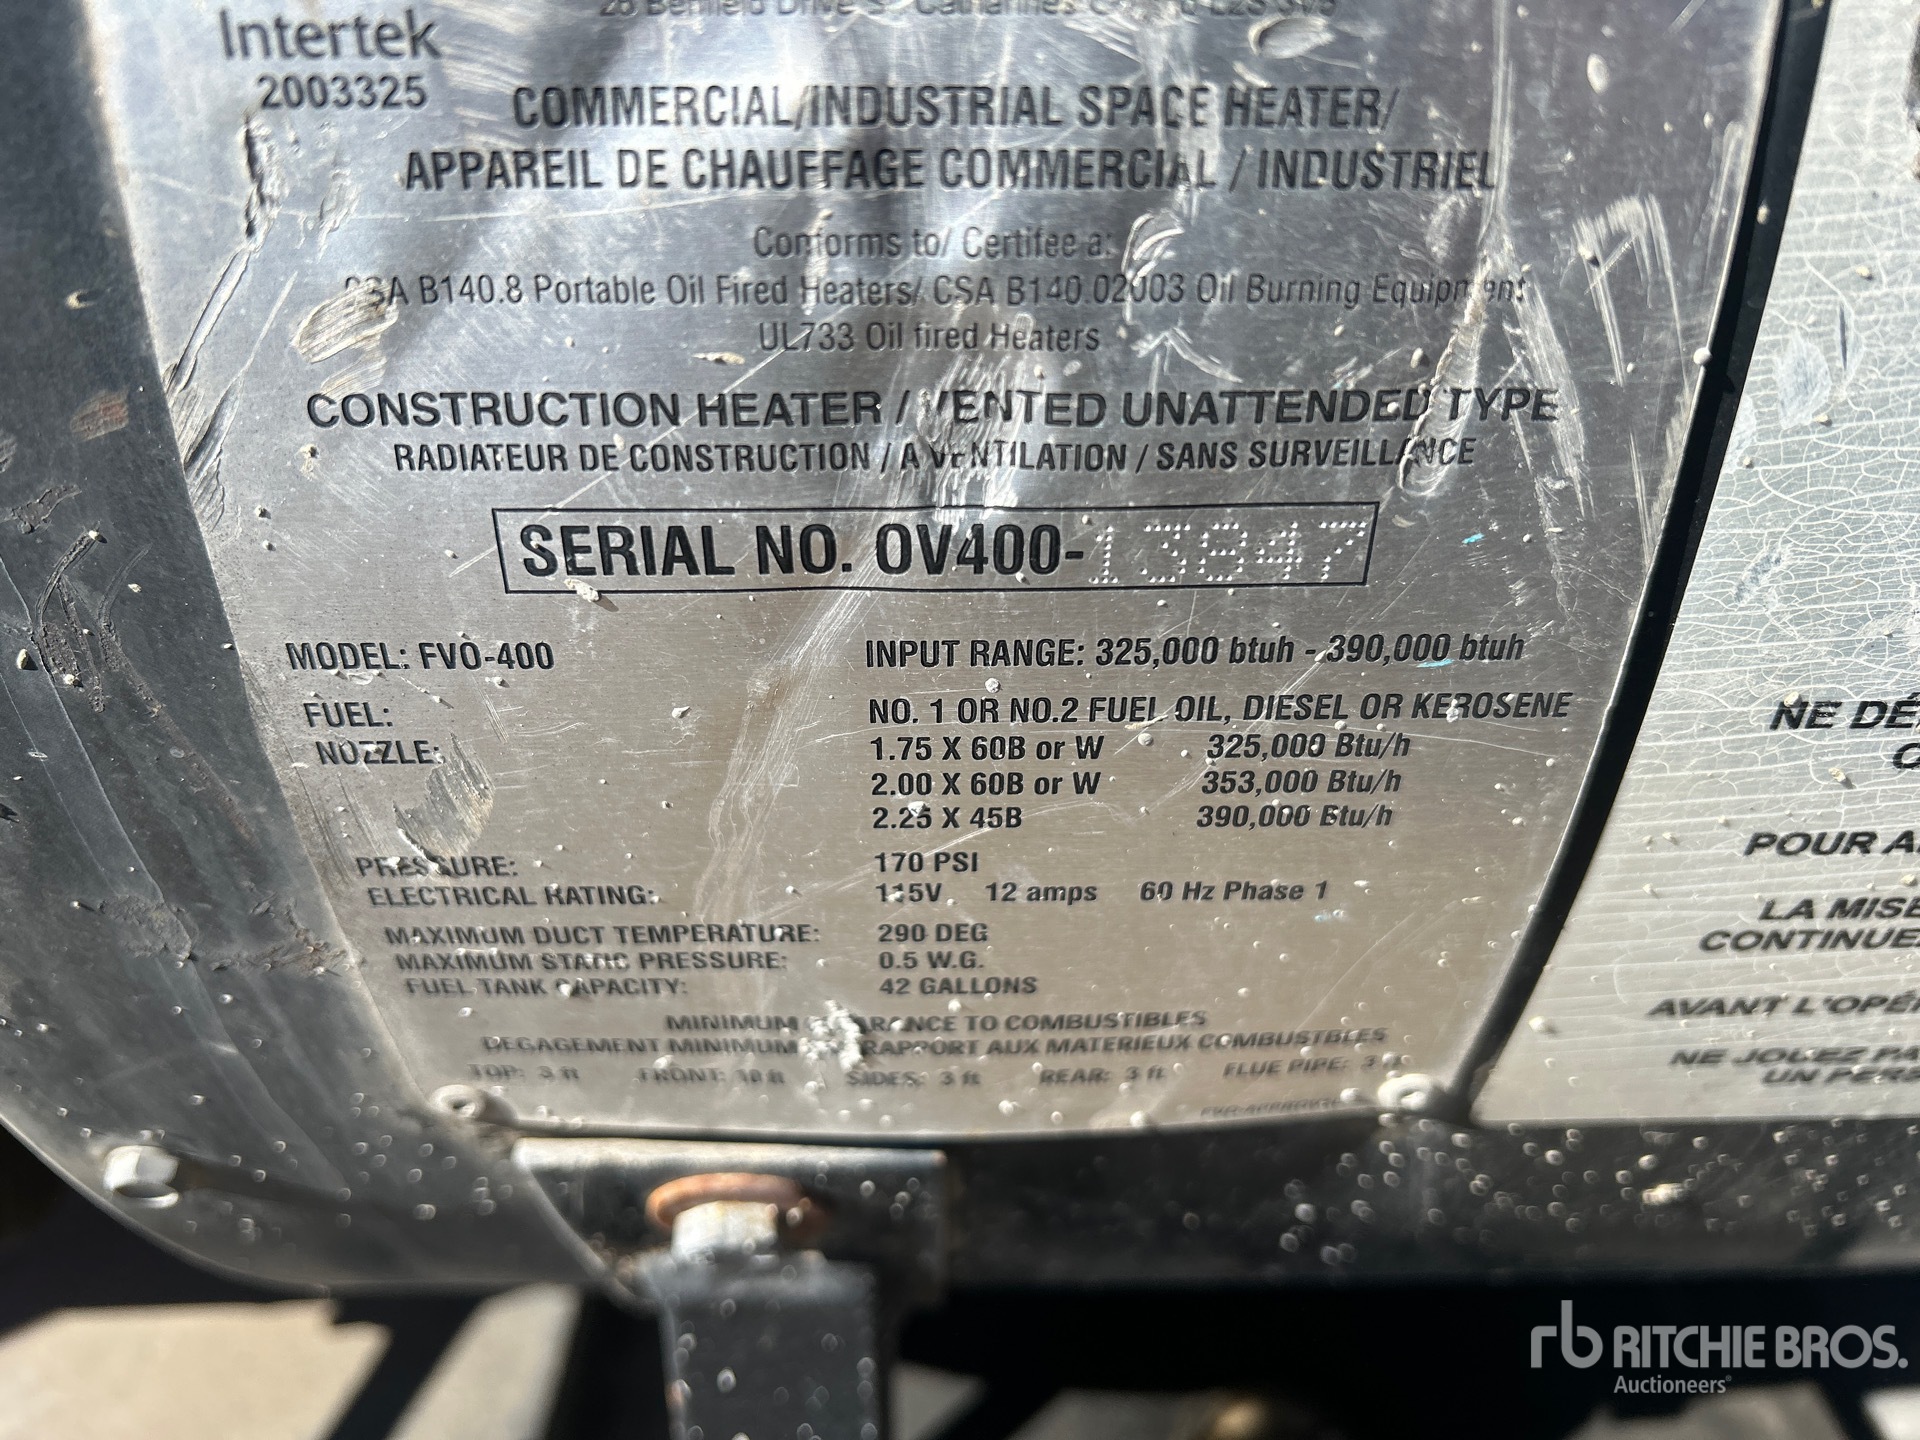 Intertek
2003325
COMMERCIAL/INDUSTRIAL SPACE HEATER/
APPAREIL DE CHAUFFAGE COMMERCIAL / INDUSTRIEL
Conforms to/ Certifee a:
CSA B140.8 Portable Oil Fired Heaters/ CSA B140.02003 Oil Burning Equipment
UL733 Oil fired Heaters
CONSTRUCTION HEATER / VENTED UNATTENDED TYPE
RADIATEUR DE CONSTRUCTION / A VENTILATION / SANS SURVEILLANCE
SERIAL NO. OV400-13847
MODEL: FVO-400 INPUT RANGE: 325,000 btuh - 390,000 btuh
FUEL: NO. 1 OR NO.2 FUEL OIL, DIESEL OR KEROSENE
NOZZLE: 1.75 X 60B or W 325,000 Btu/h
2.00 X 60B or W 353,000 Btu/h
2.25 X 45B 390,000 Btu/h
PRESSURE: 170 PSI
ELECTRICAL RATING: 115V 12 amps 60 Hz Phase 1
MAXIMUM DUCT TEMPERATURE: 290 DEG
MAXIMUM STATIC PRESSURE: 0.5 W.G.
FUEL TANK CAPACITY: 42 GALLONS
MINIMUM CLEARANCE TO COMBUSTIBLES
DEGAGEMENT MINIMUM RAPPORT AUX MATERIEUX COMBUSTBLES
TOP: 3 ft FRONT: 10 ft SIDES: 3 ft REAR: 3 ft FLUE PIPE: 3 ft
NE DÉ
POUR A
LA MISE
CONTINUE
AVANT L'OPÉ
NE JOUEZ PA
UN PERS
rb RITCHIE BROS.
Auctioneers